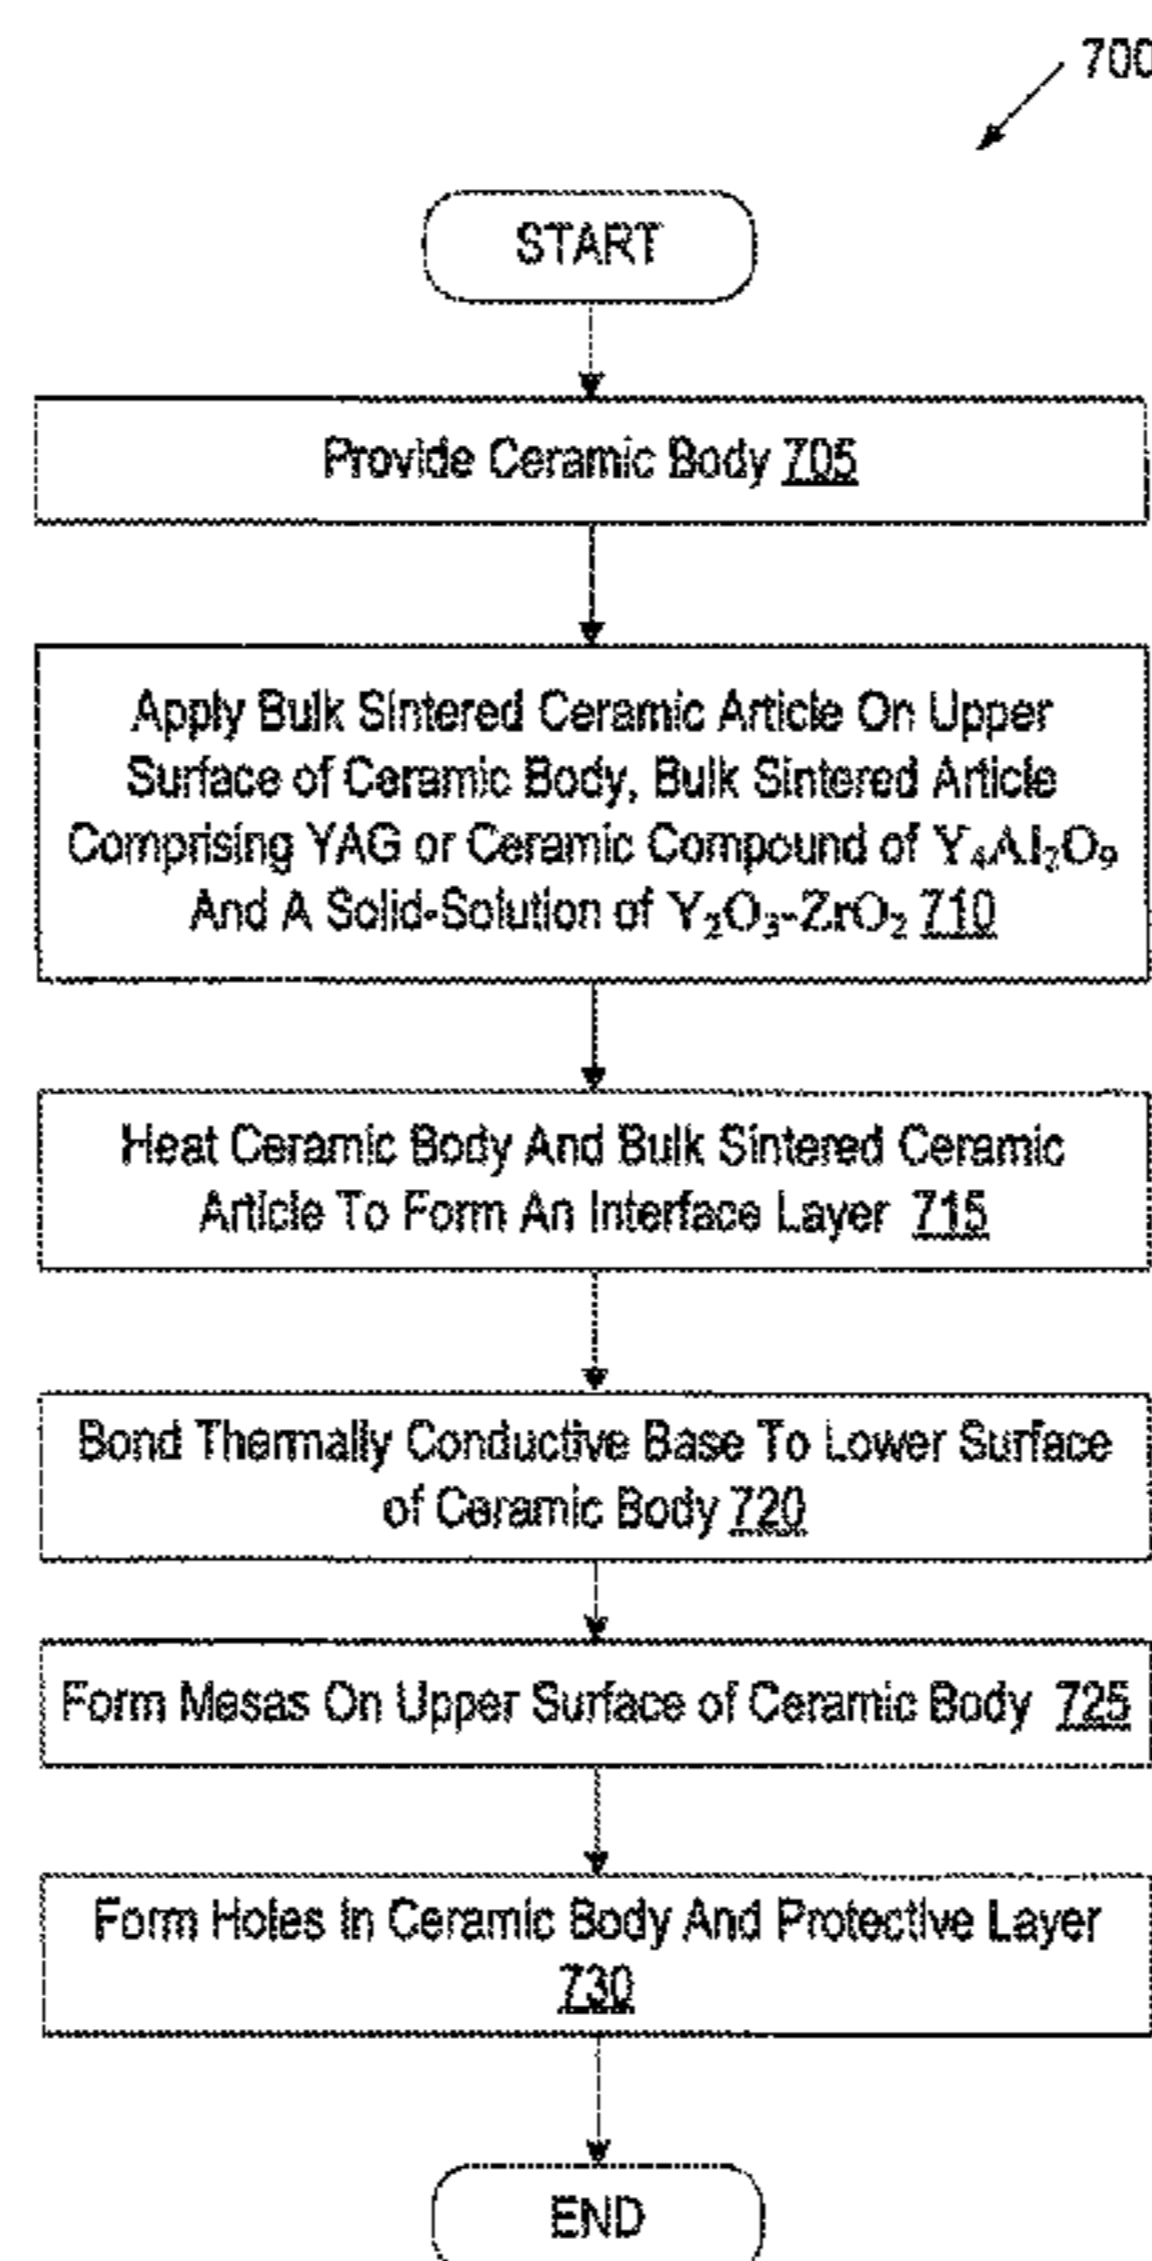 700
START
Provide Ceramic Body 705
Apply Bulk Sintered Ceramic Article On Upper
Surface of Ceramic Body, Bulk Sintered Article
Comprising YAG or Ceramic Compound of Y₄Al₂O₉
And A Solid-Solution of Y₂O₃-ZrO₂ 710
Heat Ceramic Body And Bulk Sintered Ceramic
Article To Form An Interface Layer 715
Bond Thermally Conductive Base To Lower Surface
of Ceramic Body 720
Form Mesas On Upper Surface of Ceramic Body 725
Form Holes In Ceramic Body And Protective Layer
730
END